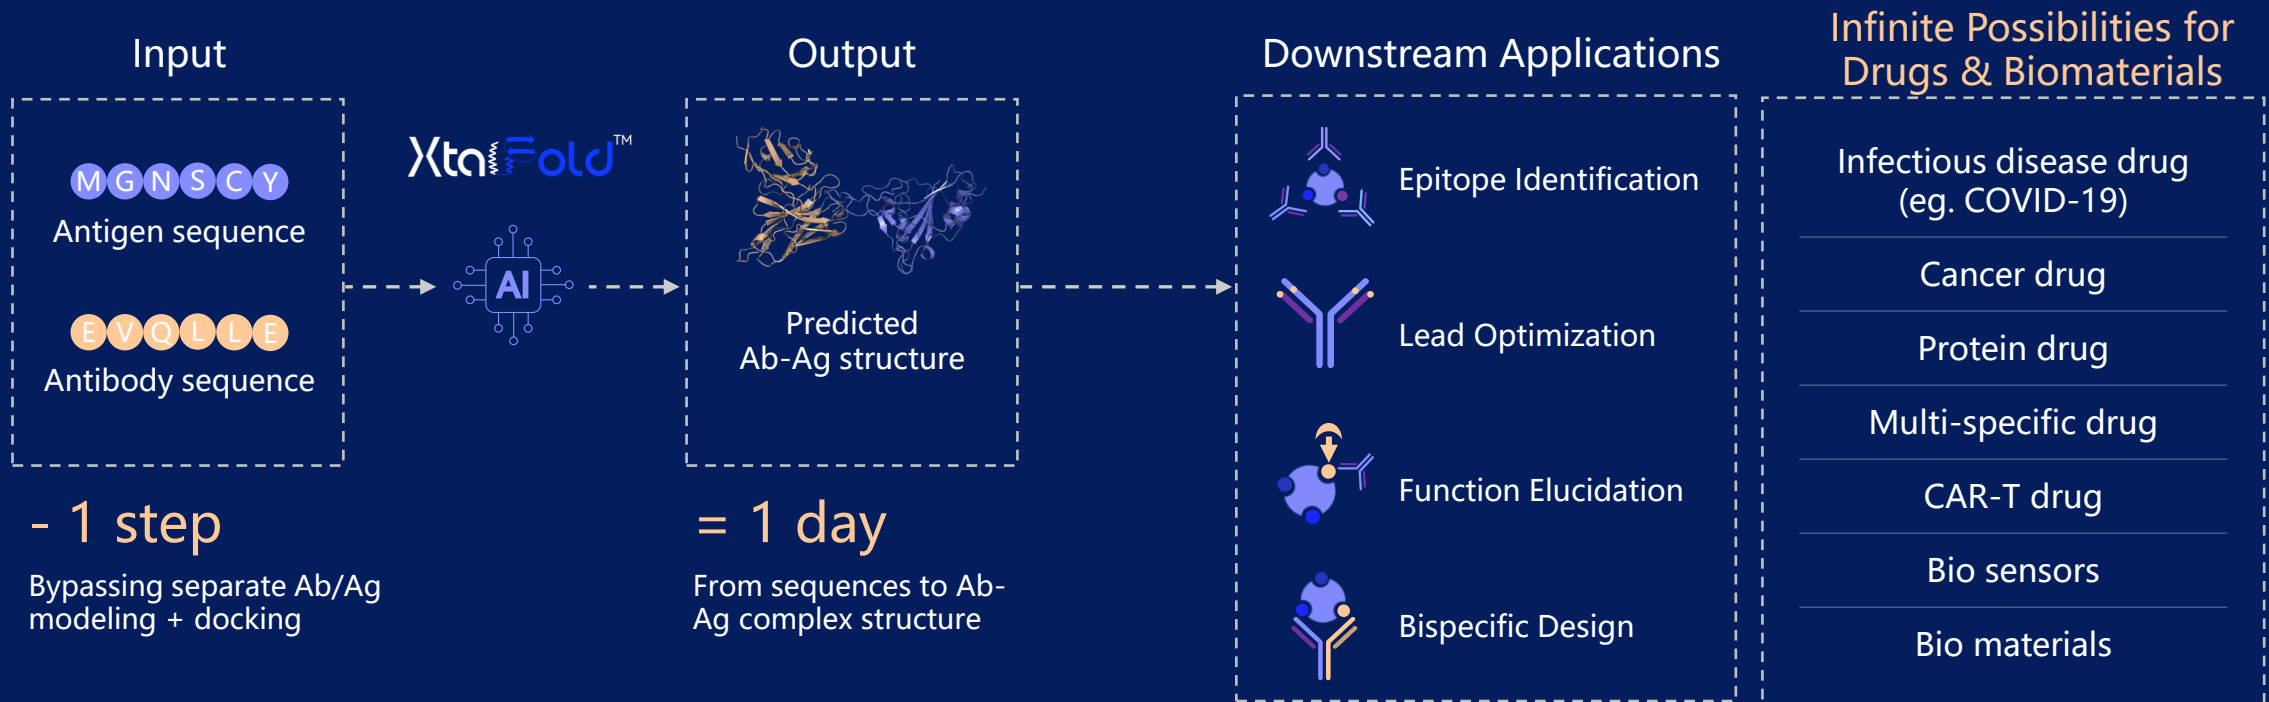 Input
M G N S C Y
Antigen sequence
E V Q L L E
Antibody sequence
- 1 step
Bypassing separate Ab/Ag
modeling + docking
XtalFold™
AI
Output
Predicted
Ab-Ag structure
= 1 day
From sequences to Ab-
Ag complex structure
Downstream Applications
Epitope Identification
Lead Optimization
Function Elucidation
Bispecific Design
Infinite Possibilities for
Drugs & Biomaterials
Infectious disease drug
(eg. COVID-19)
Cancer drug
Protein drug
Multi-specific drug
CAR-T drug
Bio sensors
Bio materials